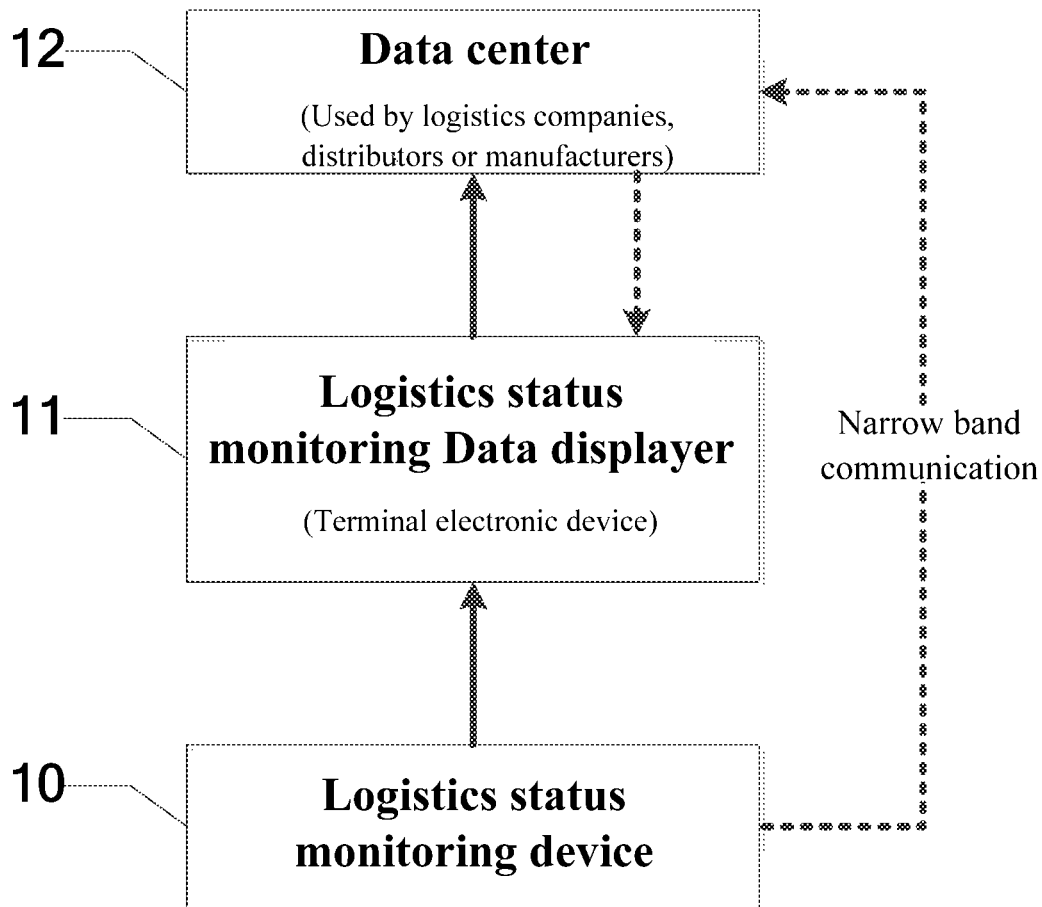 12
Data center
(Used by logistics companies,
distributors or manufacturers)
11
Logistics status
monitoring Data displayer
(Terminal electronic device)
Narrow band
communication
10
Logistics status
monitoring device